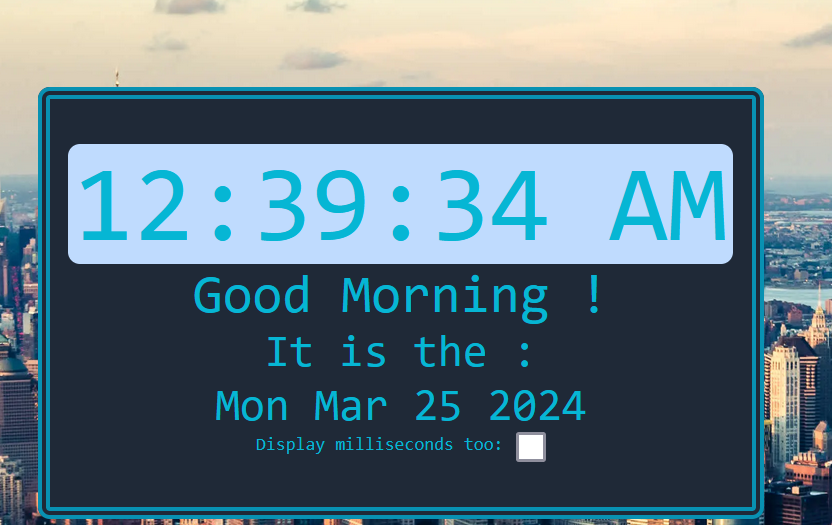 12:39:34 AM
Good Morning !
It is the :
Mon Mar 25 2024
Display milliseconds too: